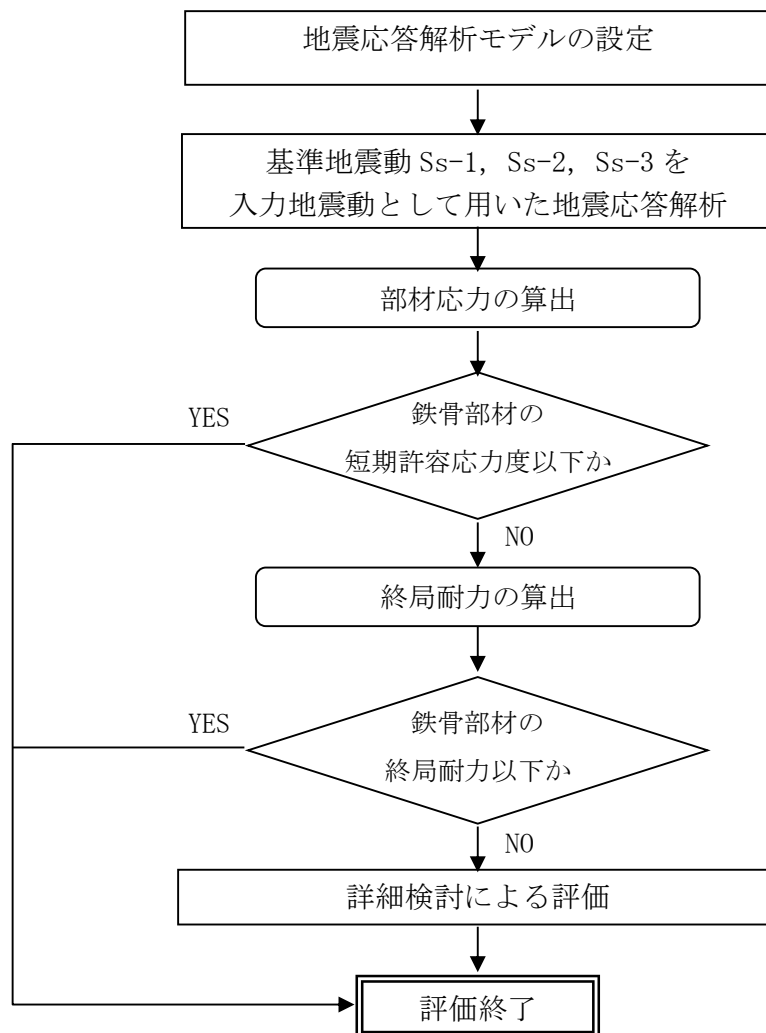 地震応答解析モデルの設定
基準地震動 Ss-1, Ss-2, Ss-3 を
入力地震動として用いた地震応答解析
部材応力の算出
YES
鉄骨部材の
短期許容応力度以下か
NO
終局耐力の算出
YES
鉄骨部材の
終局耐力以下か
NO
詳細検討による評価
評価終了